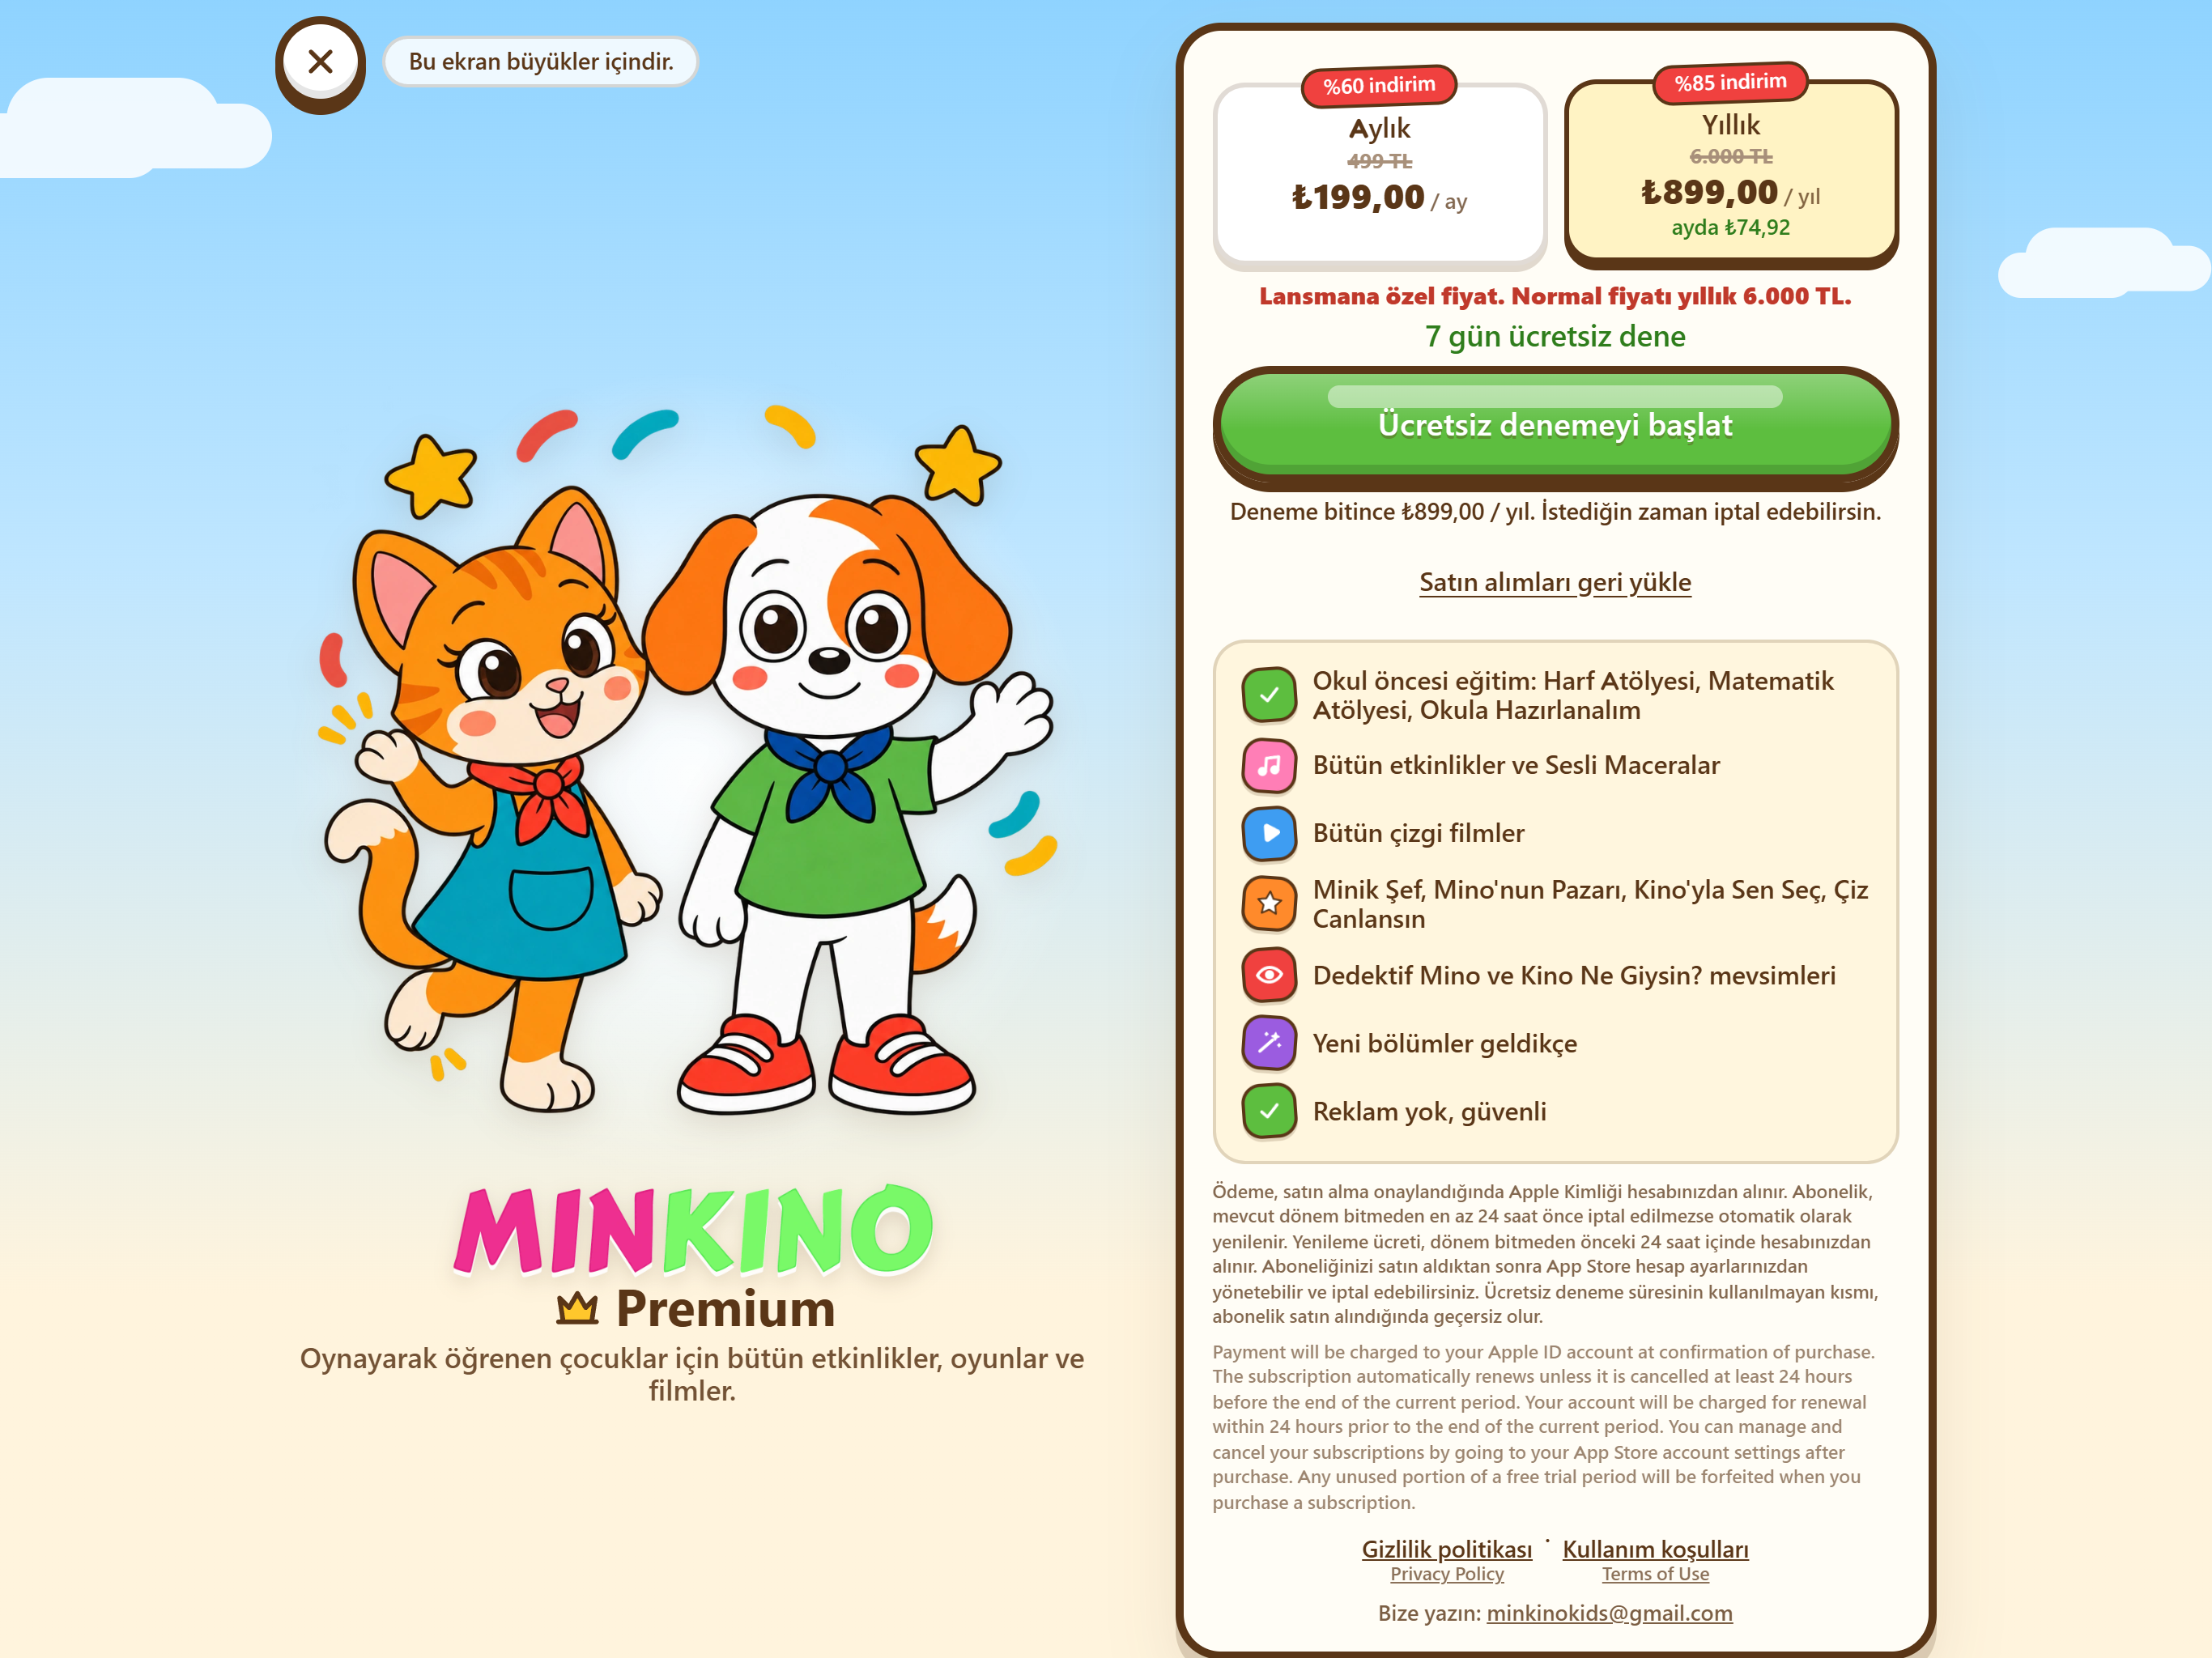 Bu ekran büyükler içindir.
MINKINO
Premium
Oynayarak öğrenen çocuklar için bütün etkinlikler, oyunlar ve
filmler.
%60 indirim
Aylık
499 TL
₺199,00 / ay
%85 indirim
Yıllık
6.000 TL
₺899,00 / yıl
ayda ₺74,92
Lansmana özel fiyat. Normal fiyatı yıllık 6.000 TL.
7 gün ücretsiz dene
Ücretsiz denemeyi başlat
Deneme bitince ₺899,00 / yıl. İstediğin zaman iptal edebilirsin.
Satın alımları geri yükle
Okul öncesi eğitim: Harf Atölyesi, Matematik
Atölyesi, Okula Hazırlanalım
Bütün etkinlikler ve Sesli Maceralar
Bütün çizgi filmler
Minik Şef, Mino'nun Pazarı, Kino'yla Sen Seç, Çiz
Canlansın
Dedektif Mino ve Kino Ne Giysin? mevsimleri
Yeni bölümler geldikçe
Reklam yok, güvenli
Ödeme, satın alma onaylandığında Apple Kimliği hesabınızdan alınır. Abonelik,
mevcut dönem bitmeden en az 24 saat önce iptal edilmezse otomatik olarak
yenilenir. Yenileme ücreti, dönem bitmeden önceki 24 saat içinde hesabınızdan
alınır. Aboneliğinizi satın aldıktan sonra App Store hesap ayarlarınızdan
yönetebilir ve iptal edebilirsiniz. Ücretsiz deneme süresinin kullanılmayan kısmı,
abonelik satın alındığında geçersiz olur.
Payment will be charged to your Apple ID account at confirmation of purchase.
The subscription automatically renews unless it is cancelled at least 24 hours
before the end of the current period. Your account will be charged for renewal
within 24 hours prior to the end of the current period. You can manage and
cancel your subscriptions by going to your App Store account settings after
purchase. Any unused portion of a free trial period will be forfeited when you
purchase a subscription.
Gizlilik politikası · Kullanım koşulları
Privacy Policy Terms of Use
Bize yazın: minkinokids@gmail.com